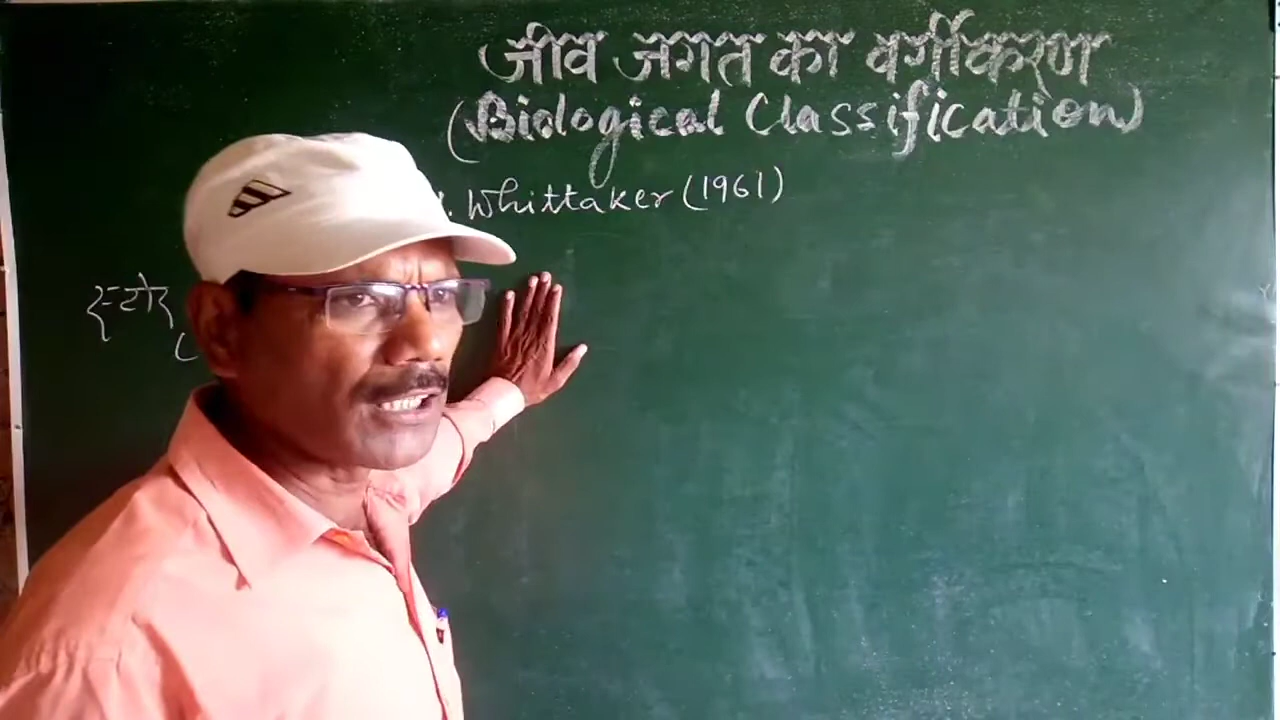 जीव जगत का वर्गीकरण
(Biological Classification)
. Whittaker (1961)
स्टोर